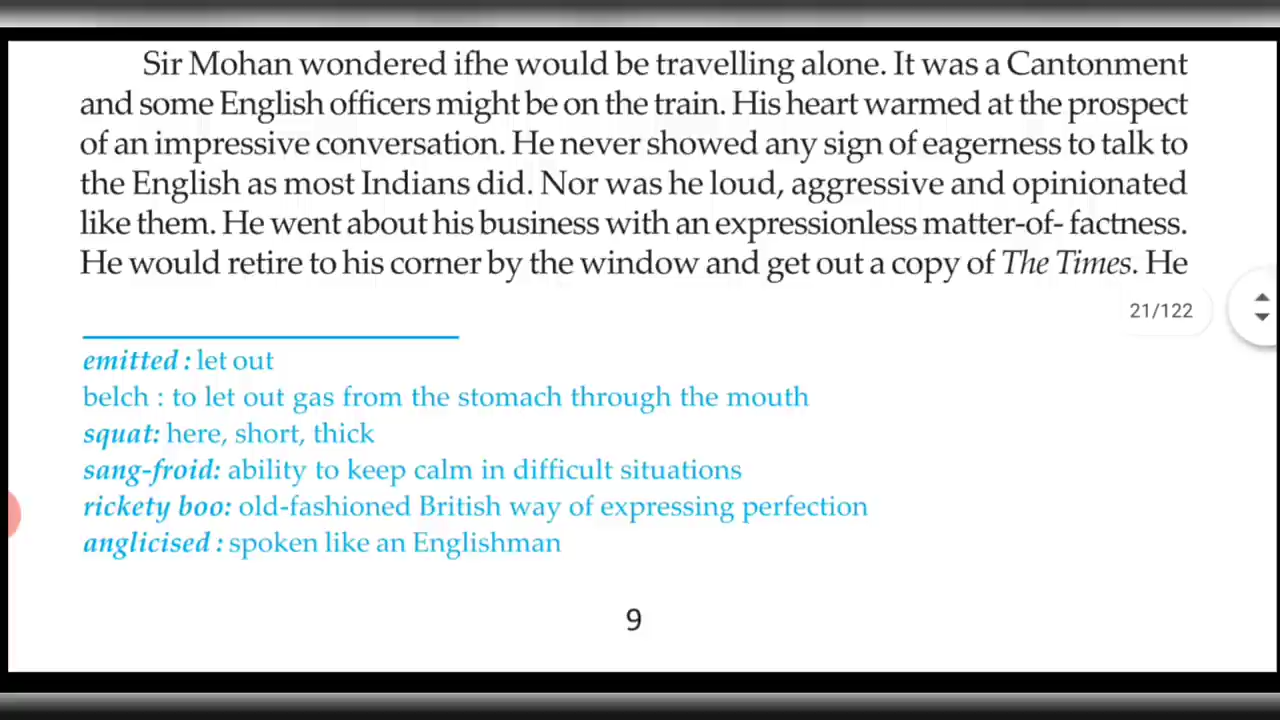 Sir Mohan wondered ifhe would be travelling alone. It was a Cantonment
and some English officers might be on the train. His heart warmed at the prospect
of an impressive conversation. He never showed any sign of eagerness to talk to
the English as most Indians did. Nor was he loud, aggressive and opinionated
like them. He went about his business with an expressionless matter-of- factness.
He would retire to his corner by the window and get out a copy of The Times. He
21/122
emitted : let out
belch : to let out gas from the stomach through the mouth
squat: here, short, thick
sang-froid: ability to keep calm in difficult situations
rickety boo: old-fashioned British way of expressing perfection
anglicised : spoken like an Englishman
9